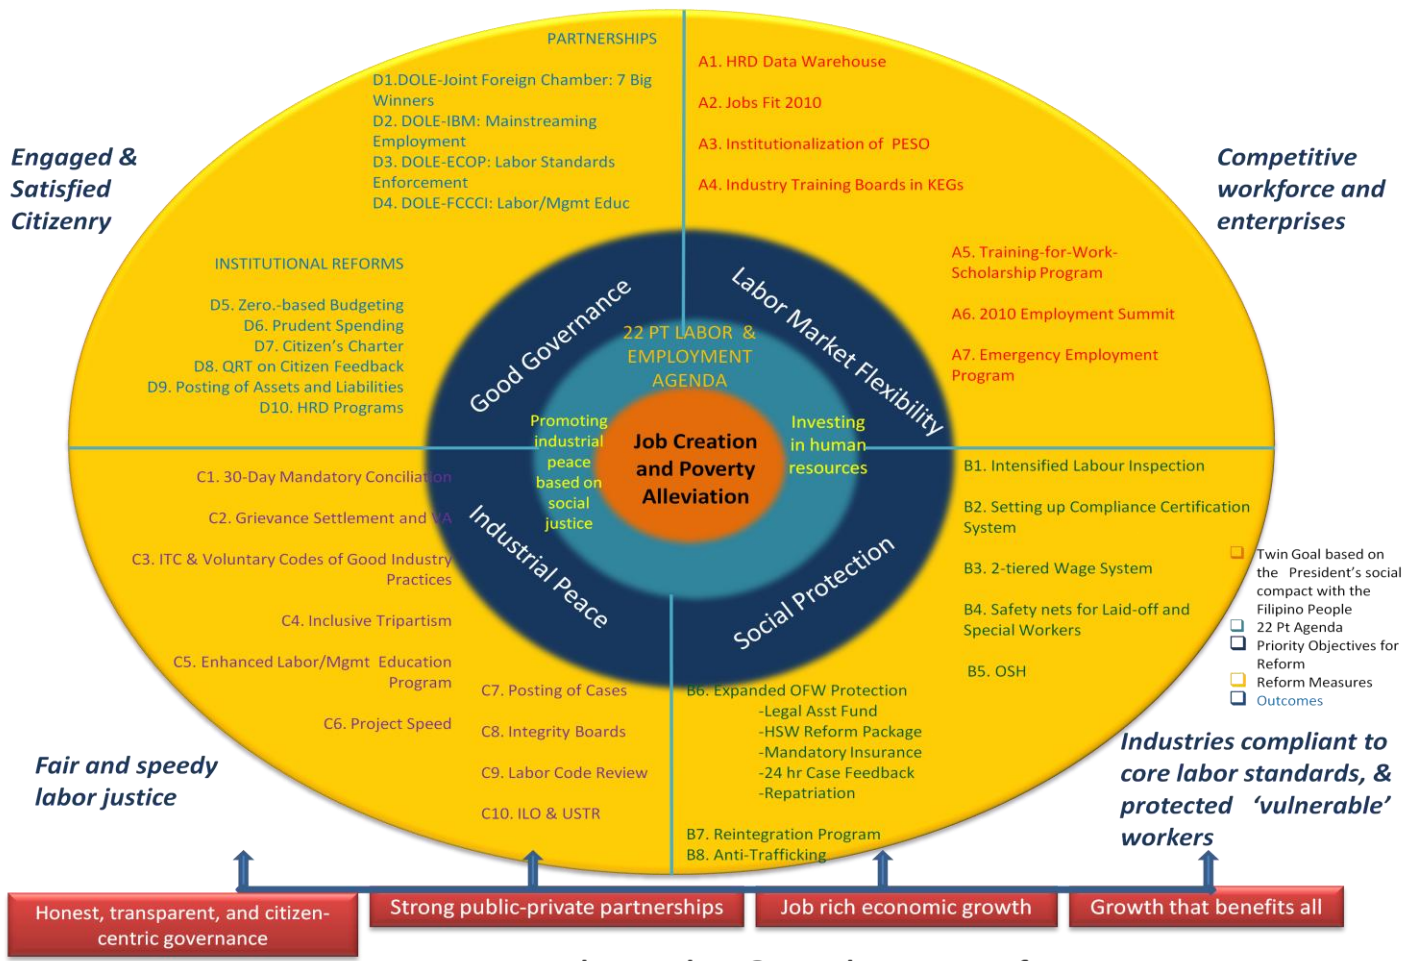 PARTNERSHIPS
D1.DOLE-Joint Foreign Chamber: 7 Big
Winners
D2. DOLE-IBM: Mainstreaming
Employment
D3. DOLE-ECOP: Labor Standards
Enforcement
D4. DOLE-FCCCI: Labor/Mgmt Educ
A1. HRD Data Warehouse
A2. Jobs Fit 2010
A3. Institutionalization of PESO
A4. Industry Training Boards in KEGs
Engaged &
Satisfied
Citizenry
Competitive
workforce and
enterprises
INSTITUTIONAL REFORMS
D5. Zero.-based Budgeting
D6. Prudent Spending
D7. Citizen's Charter
D8. QRT on Citizen Feedback
D9. Posting of Assets and Liabilities
D10. HRD Programs
A5. Training-for-Work-
Scholarship Program
A6. 2010 Employment Summit
A7. Emergency Employment
Program
Good Governance
Labor Market Flexibility
22 PT LABOR &
EMPLOYMENT
AGENDA
Promoting
industrial
peace
based on
social
justice
Job Creation
and Poverty
Alleviation
Investing
in human
resources
Industrial Peace
Social Protection
C1. 30-Day Mandatory Conciliation
C2. Grievance Settlement and VA
C3. ITC & Voluntary Codes of Good Industry
Practices
C4. Inclusive Tripartism
C5. Enhanced Labor/Mgmt Education
Program
C6. Project Speed
C7. Posting of Cases
C8. Integrity Boards
C9. Labor Code Review
C10. ILO & USTR
B1. Intensified Labour Inspection
B2. Setting up Compliance Certification
System
B3. 2-tiered Wage System
B4. Safety nets for Laid-off and
Special Workers
B5. OSH
B6. Expanded OFW Protection
-Legal Asst Fund
-HSW Reform Package
-Mandatory Insurance
-24 hr Case Feedback
-Repatriation
B7. Reintegration Program
B8. Anti-Trafficking
Twin Goal based on
the President's social
compact with the
Filipino People
22 Pt Agenda
Priority Objectives for
Reform
Reform Measures
Outcomes
Fair and speedy
labor justice
Industries compliant to
core labor standards, &
protected 'vulnerable'
workers
Honest, transparent, and citizen-
centric governance
Strong public-private partnerships
Job rich economic growth
Growth that benefits all